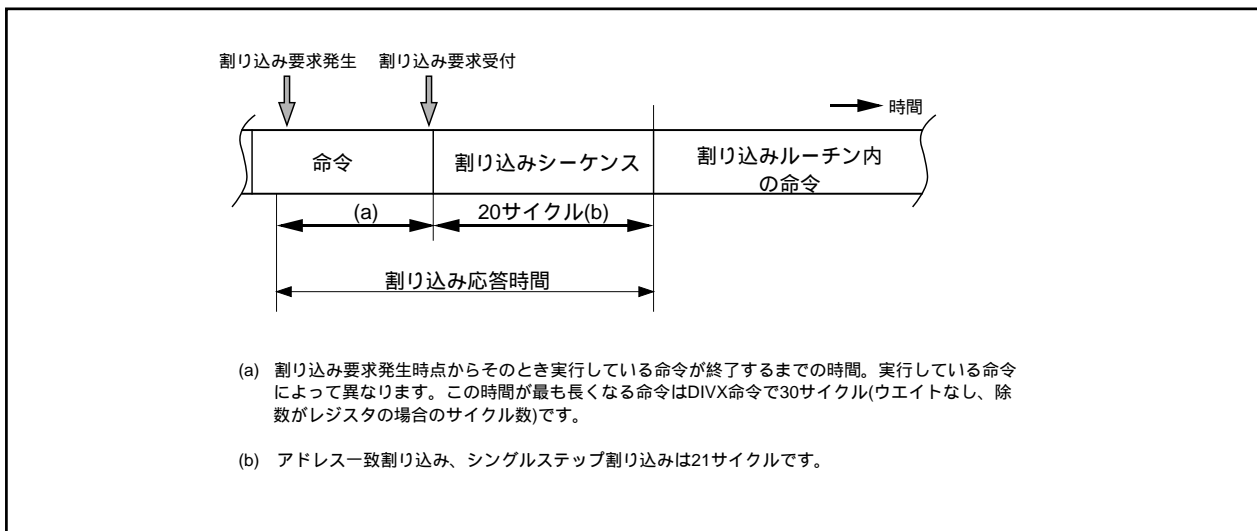 割り込み要求発生 割り込み要求受付
時間
命令 割り込みシーケンス 割り込みルーチン内
の命令
(a) 20サイクル(b)
割り込み応答時間
(a) 割り込み要求発生時点からそのとき実行している命令が終了するまでの時間。実行している命令
によって異なります。この時間が最も長くなる命令はDIVX命令で30サイクル(ウエイトなし、除
数がレジスタの場合のサイクル数)です。
(b) アドレス一致割り込み、シングルステップ割り込みは21サイクルです。